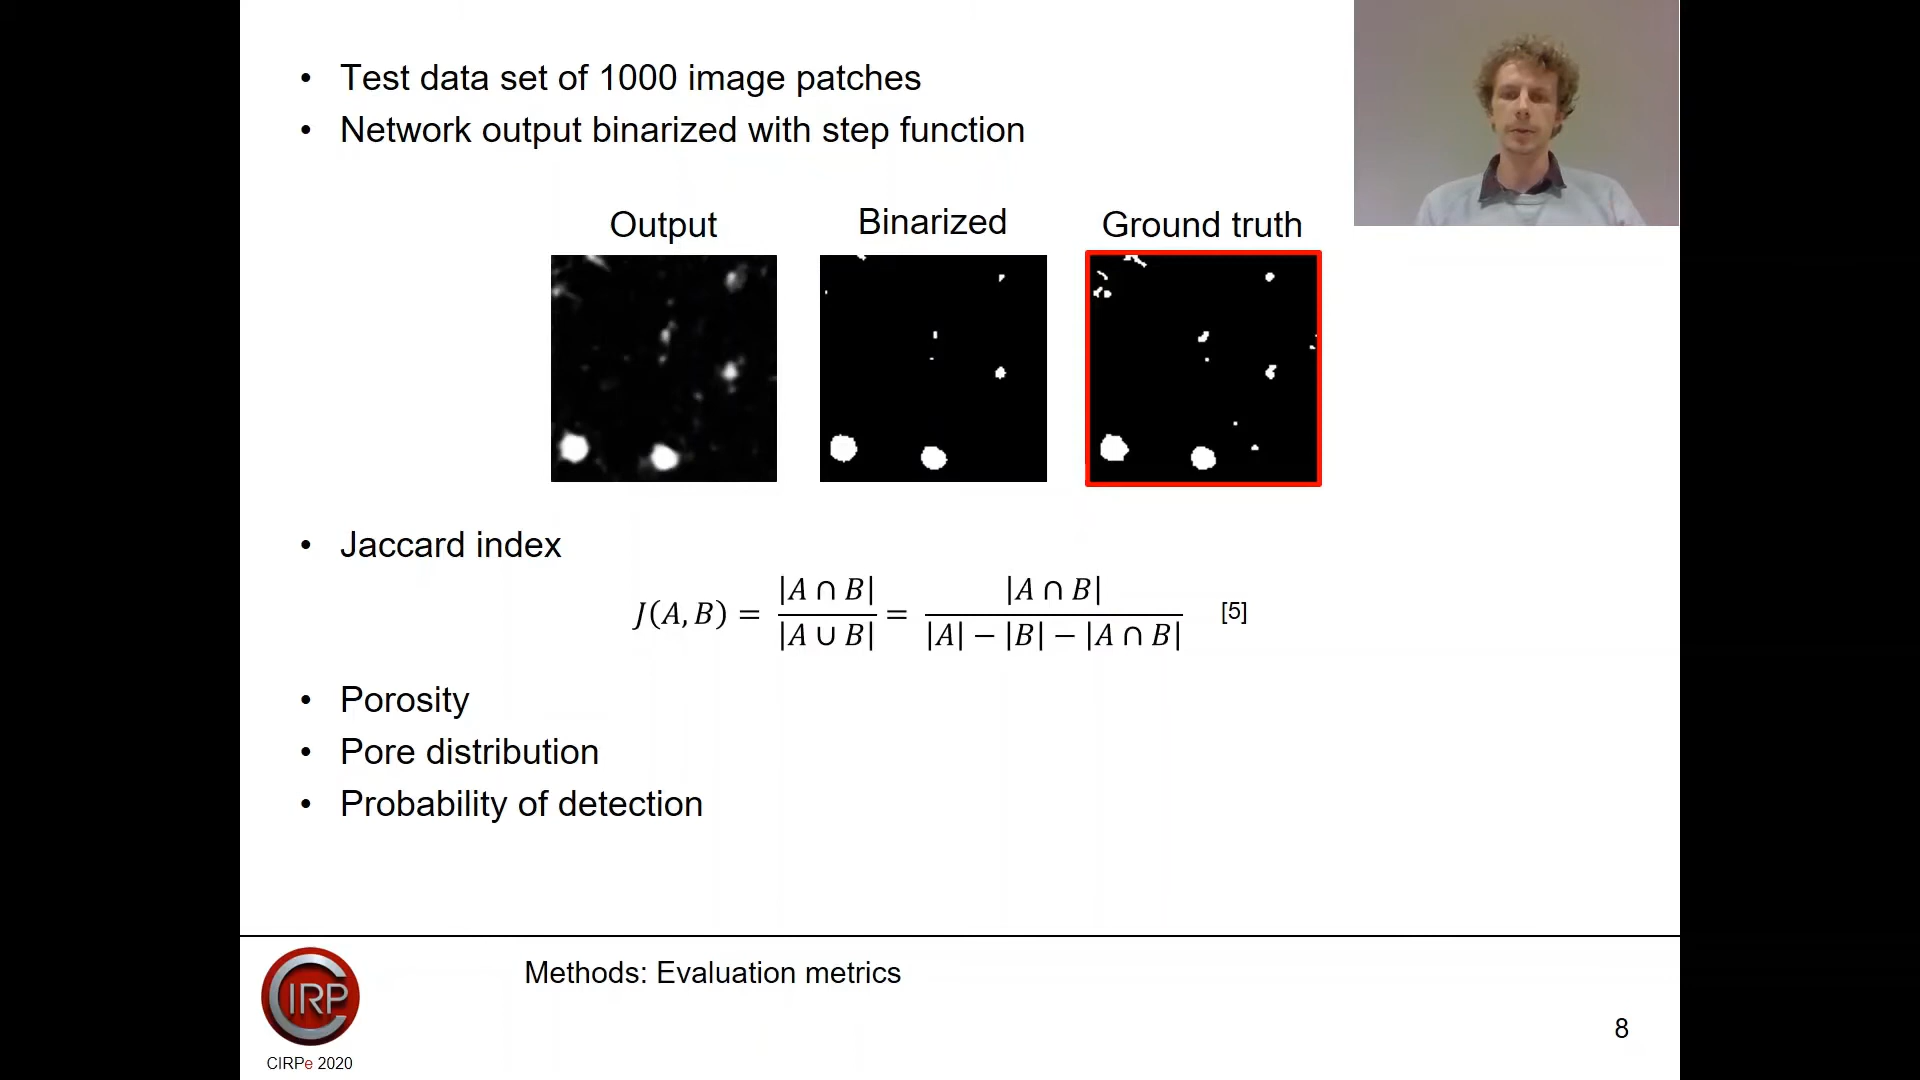 • Test data set of 1000 image patches
• Network output binarized with step function
Output Binarized Ground truth
• Jaccard index
J(A, B) = |A ∩ B| / |A ∪ B| = |A ∩ B| / |A| − |B| − |A ∩ B| [5]
• Porosity
• Pore distribution
• Probability of detection
Methods: Evaluation metrics
CIRP
8
CIRPe 2020